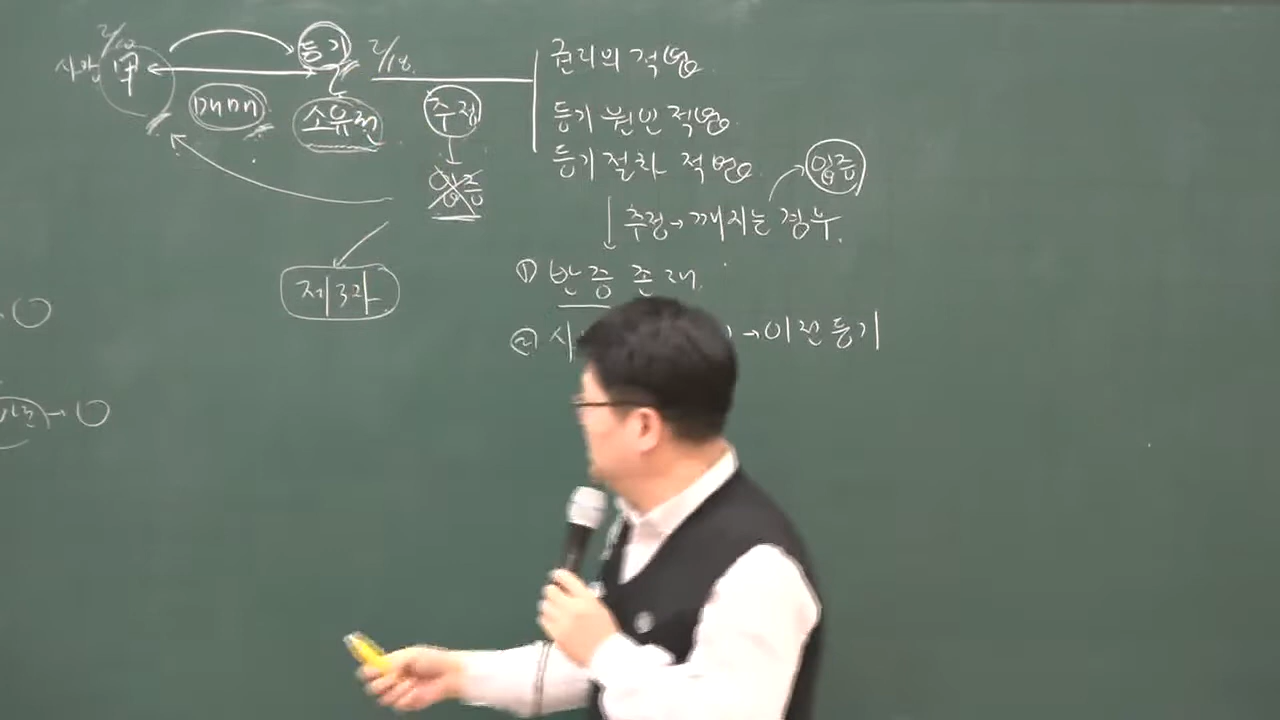 2/10
사망 甲 등기 2/18.
매매 소유권 추정
입증
제3자
권리의 적법
등기 원인 적법
등기 절차 적법
추정→깨지는 경우. 입증
① 반증 존재.
② 사 →이전등기
→○
→○